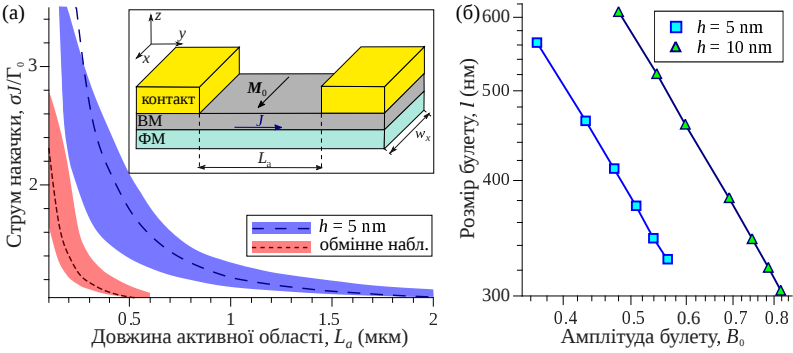 (а)
Струм накачки, σJ/Γ₀
3
2
0.5
1
1.5
2
Довжина активної області, Lₐ (мкм)
z
y
x
контакт
M₀
ВМ
ФМ
J
Lₐ
wₓ
h = 5 nm
обмінне набл.
(б)
Розмір булету, l (нм)
600
500
400
300
0.4
0.5
0.6
0.7
0.8
Амплітуда булету, B₀
h = 5 nm
h = 10 nm